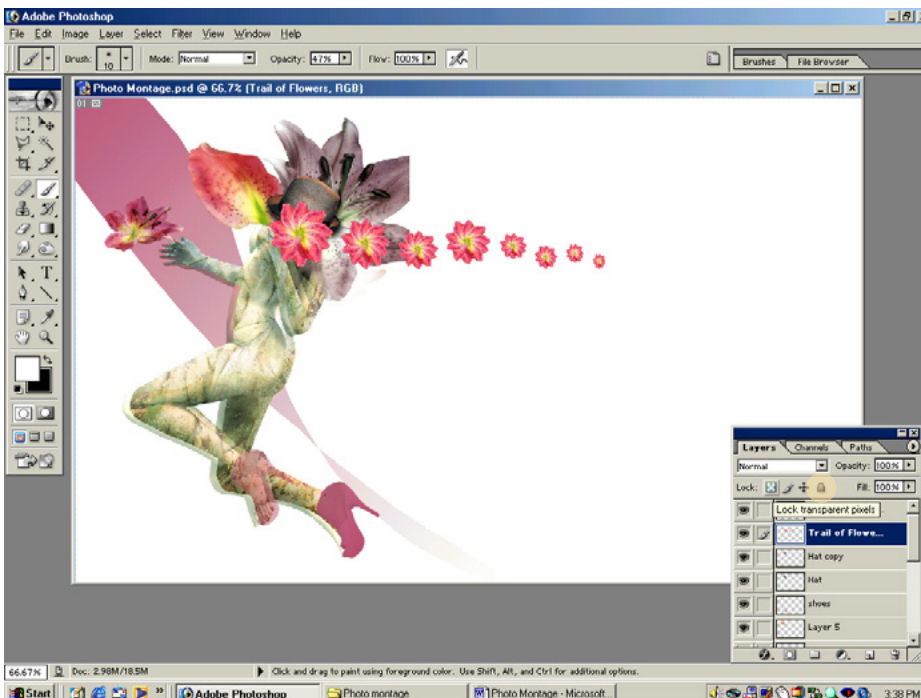 Adobe Photoshop
File Edit Image Layer Select Filter View Window Help
Brush: 10 Mode: Normal Opacity: 47% Flow: 100% Brushes File Browser
Photo Montage.psd @ 66.7% (Trail of Flowers, RGB)
01
Layers Channels Paths
Normal Opacity: 100%
Lock: Fill: 100%
Lock transparent pixels
Trail of Flowe...
Hat copy
Hat
shoes
Layer 5
66.67% Doc: 2.98M/18.5M Click and drag to paint using foreground color. Use Shift, Alt, and Ctrl for additional options.
Start » Adobe Photoshop Photo montage 1Photo Montage - Microsoft... 3:38 PM